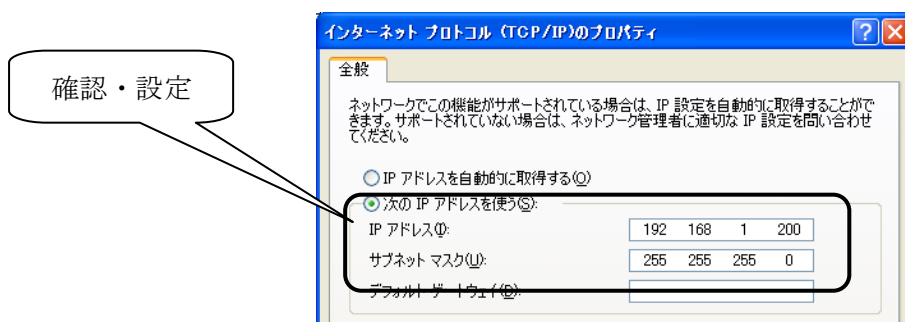 インターネット プロトコル (TCP/IP)のプロパティ
全般
確認・設定
ネットワークでこの機能がサポートされている場合は、IP 設定を自動的に取得することがで
きます。サポートされていない場合は、ネットワーク管理者に適切な IP 設定を問い合わせ
てください。
IP アドレスを自動的に取得する(O)
次の IP アドレスを使う(S):
IP アドレス(I): 192 168 1 200
サブネット マスク(U): 255 255 255 0
デフォルト ゲートウェイ(D):